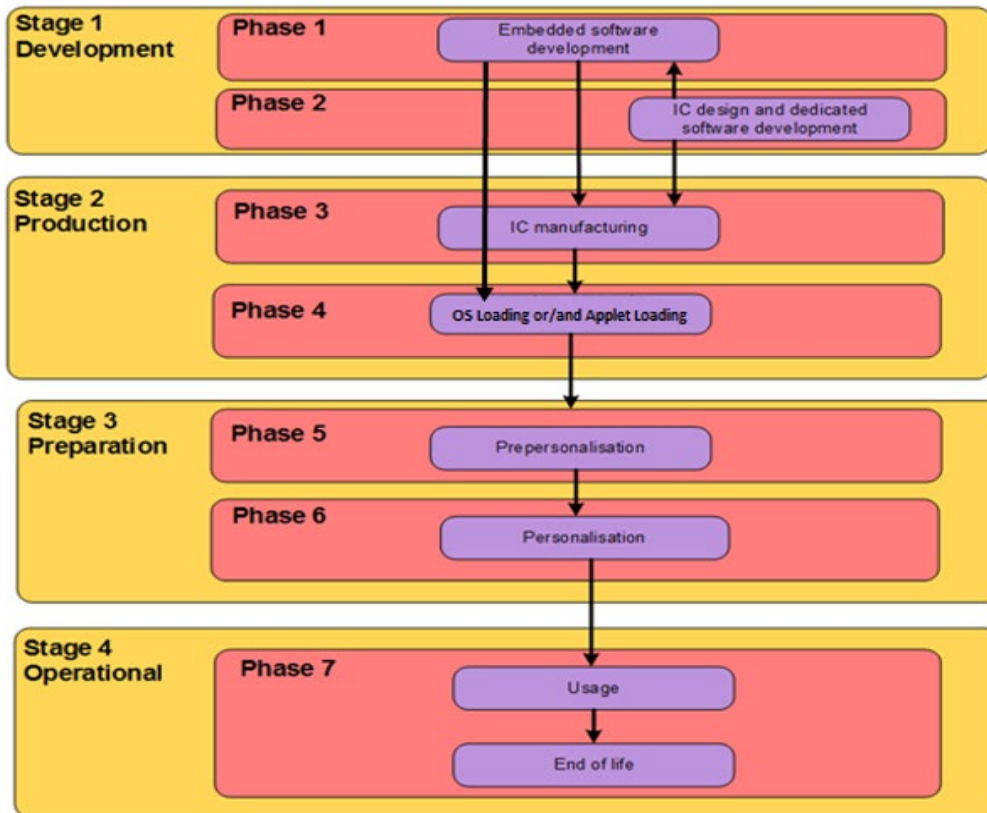 Stage 1
Development
Phase 1
Embedded software
development
Phase 2
IC design and dedicated
software development
Stage 2
Production
Phase 3
IC manufacturing
Phase 4
OS Loading or/and Applet Loading
Stage 3
Preparation
Phase 5
Prepersonalisation
Phase 6
Personalisation
Stage 4
Operational
Phase 7
Usage
End of life